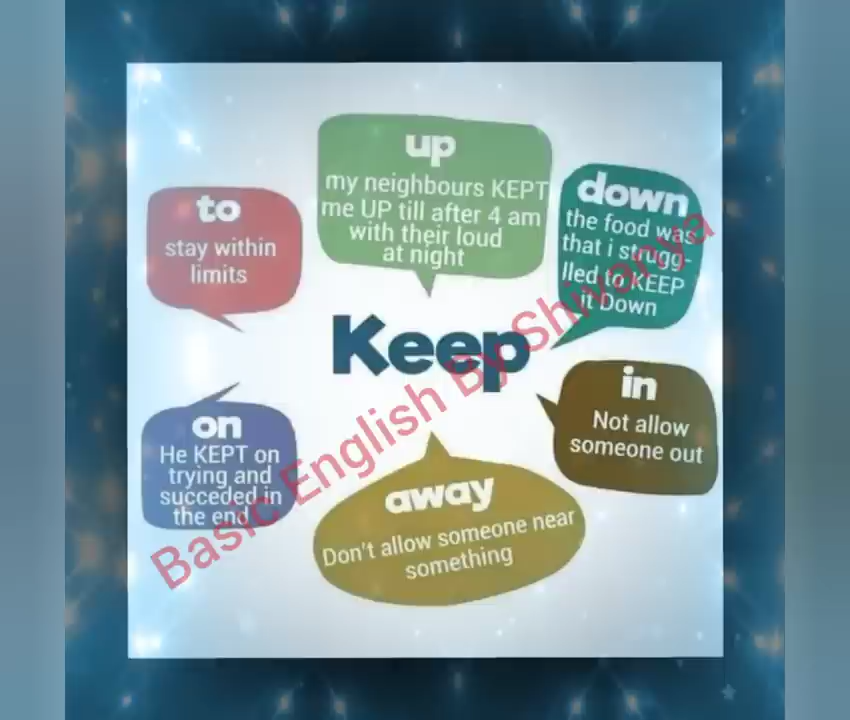 up
my neighbours KEPT
me UP till after 4 am
with their loud
at night
to
stay within
limits
down
the food was
that i strugg-
lled to KEEP
it Down
Keep
in
Not allow
someone out
on
He KEPT on
trying and
succeded in
the end
away
Don't allow someone near
something
Basic English By Shivanya